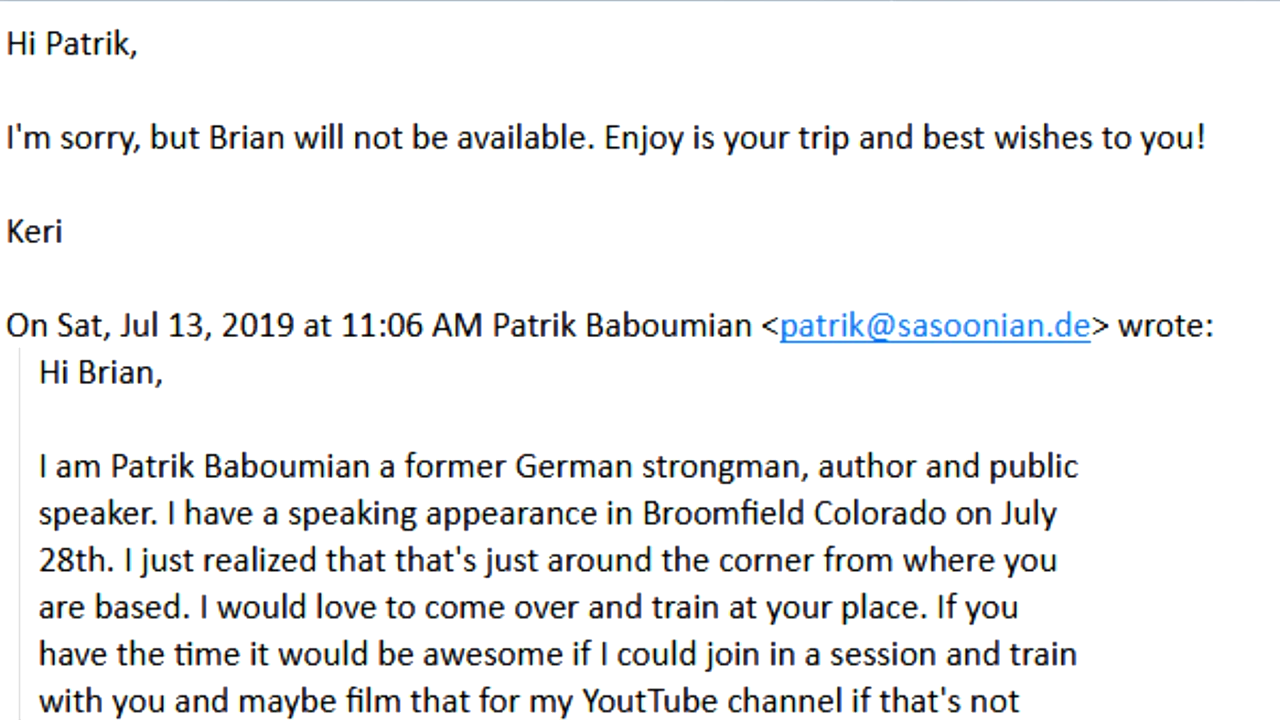 Hi Patrik,
I'm sorry, but Brian will not be available. Enjoy is your trip and best wishes to you!
Keri
On Sat, Jul 13, 2019 at 11:06 AM Patrik Baboumian <patrik@sasoonian.de> wrote:
Hi Brian,
I am Patrik Baboumian a former German strongman, author and public
speaker. I have a speaking appearance in Broomfield Colorado on July
28th. I just realized that that's just around the corner from where you
are based. I would love to come over and train at your place. If you
have the time it would be awesome if I could join in a session and train
with you and maybe film that for my YoutTube channel if that's not